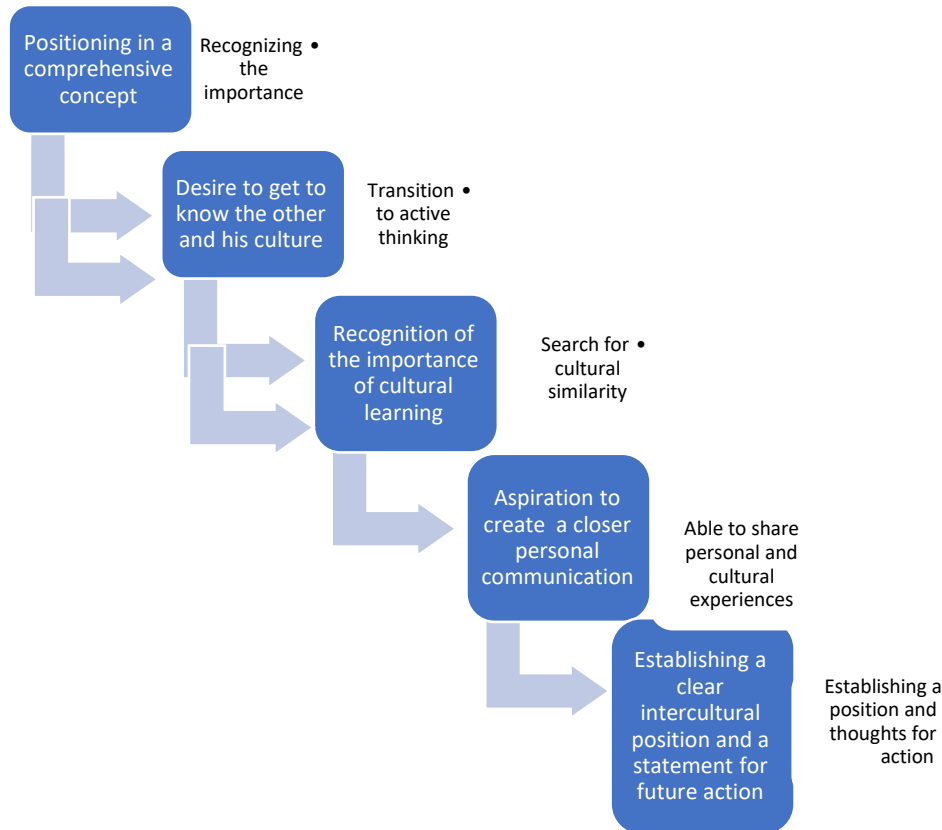 Positioning in a
comprehensive
concept
Recognizing •
the
importance
Desire to get to
know the other
and his culture
Transition •
to active
thinking
Recognition of
the importance
of cultural
learning
Search for •
cultural
similarity
Aspiration to
create a closer
personal
communication
Able to share
personal and
cultural
experiences
Establishing a
clear
intercultural
position and a
statement for
future action
Establishing a
position and
thoughts for
action